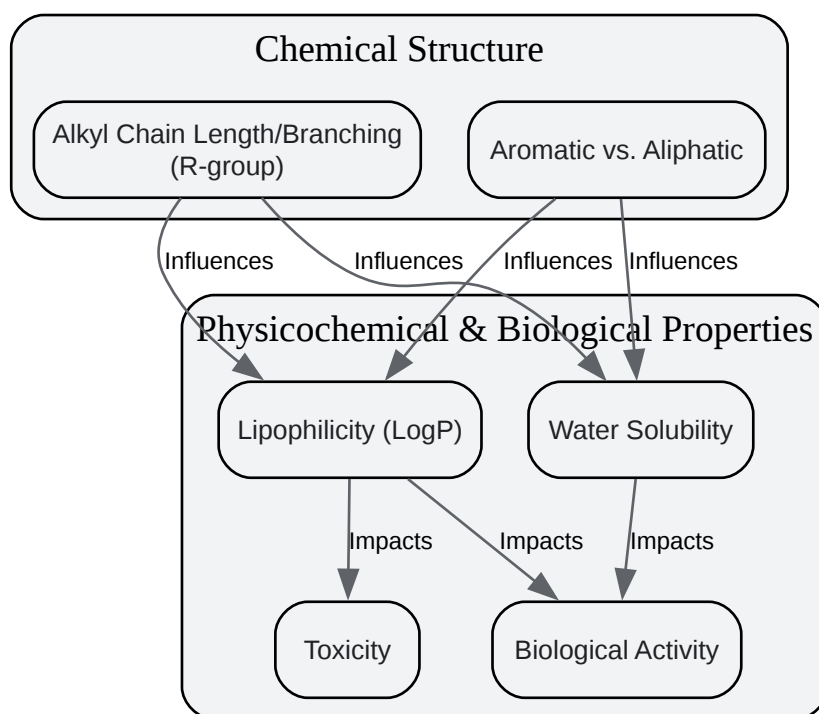 Chemical Structure
Alkyl Chain Length/Branching
(R-group)
Aromatic vs. Aliphatic
Influences
Influences
Influences
Influences
Physicochemical & Biological Properties
Lipophilicity (LogP)
Water Solubility
Impacts
Impacts
Impacts
Toxicity
Biological Activity